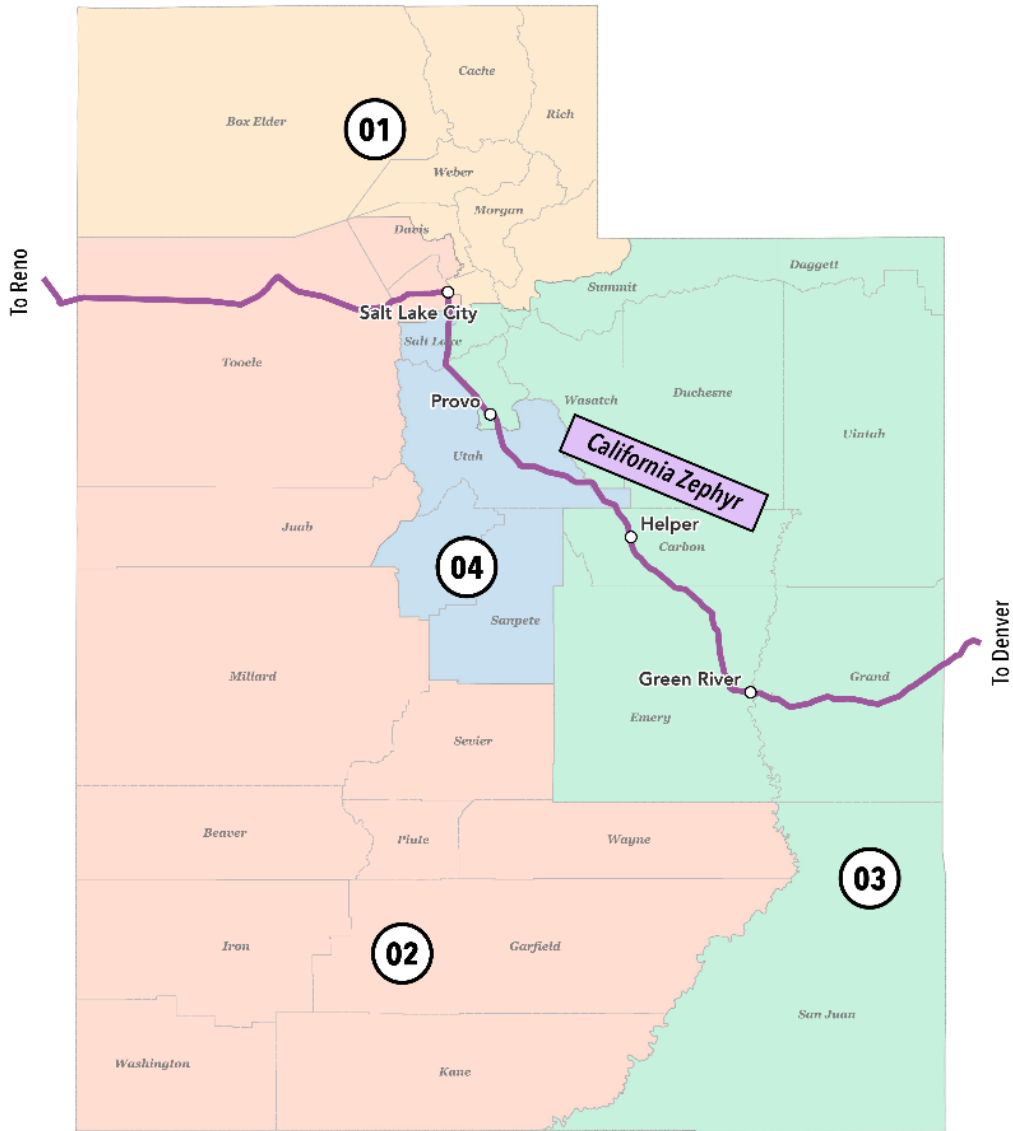 Cache
Rich
Box Elder
01
Weber
Morgan
Davis
Daggett
To Reno
Summit
Salt Lake City
Salt Lake
Tooele
Wasatch
Duchesne
Provo
Uintah
Utah
California Zephyr
Juab
Helper
Carbon
04
Sanpete
To Denver
Millard
Green River
Grand
Emery
Sevier
Beaver
Piute
Wayne
03
Iron
02
Garfield
San Juan
Washington
Kane